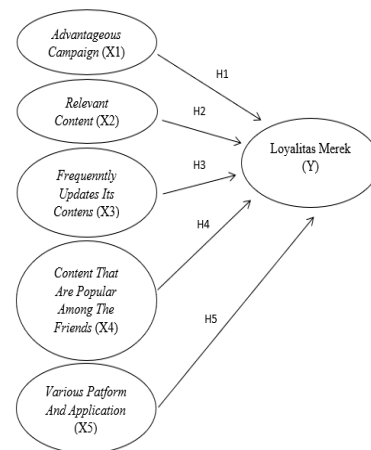 Advantageous
Campaign (X1)
H1
Relevant
Content (X2)
H2
Loyalitas Merek
(Y)
H3
Frequenntly
Updates Its
Contens (X3)
H4
Content That
Are Popular
Among The
Friends (X4)
H5
Various Patform
And Application
(X5)